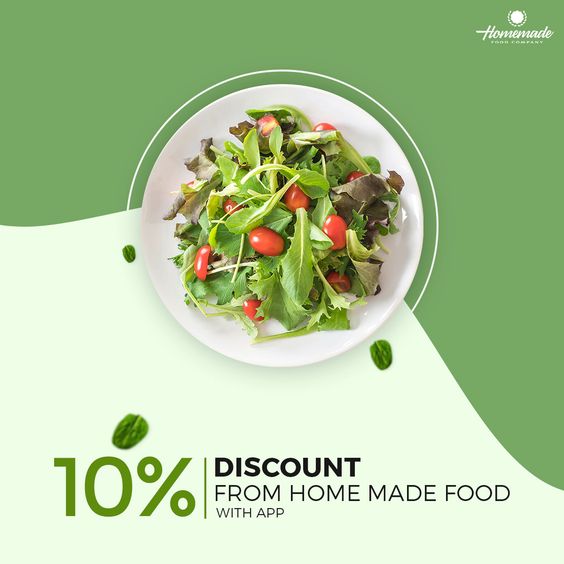 Homemade
FOOD COMPANY
10%
DISCOUNT
FROM HOME MADE FOOD
WITH APP